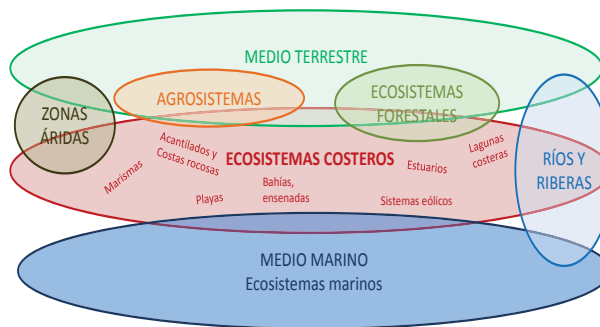 MEDIO TERRESTRE
ZONAS
ÁRIDAS
AGROSISTEMAS
ECOSISTEMAS
FORESTALES
Acantilados y
Costas rocosas
ECOSISTEMAS COSTEROS
Marismas
Playas
Bahías,
ensenadas
Estuarios
Sistemas eólicos
Lagunas
costeras
RÍOS Y
RIBERAS
MEDIO MARINO
Ecosistemas marinos